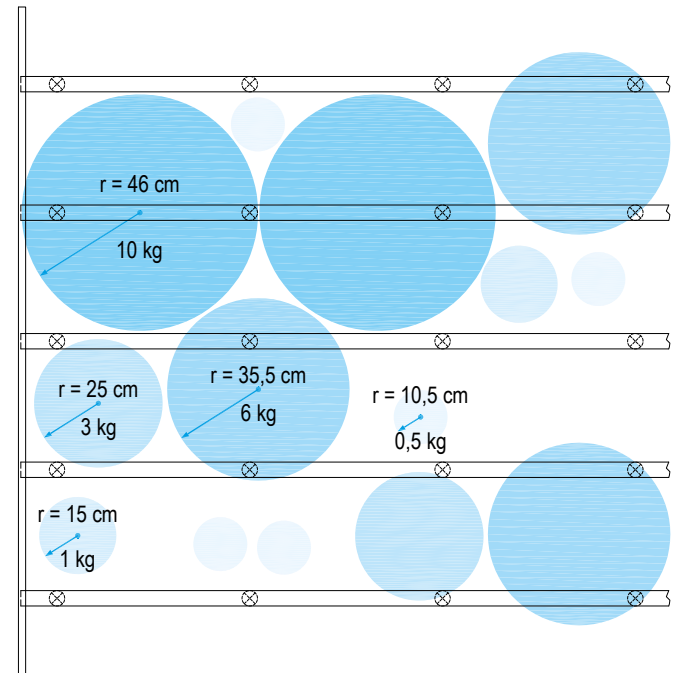 r = 46 cm
10 kg
r = 25 cm
3 kg
r = 35,5 cm
6 kg
r = 10,5 cm
0,5 kg
r = 15 cm
1 kg